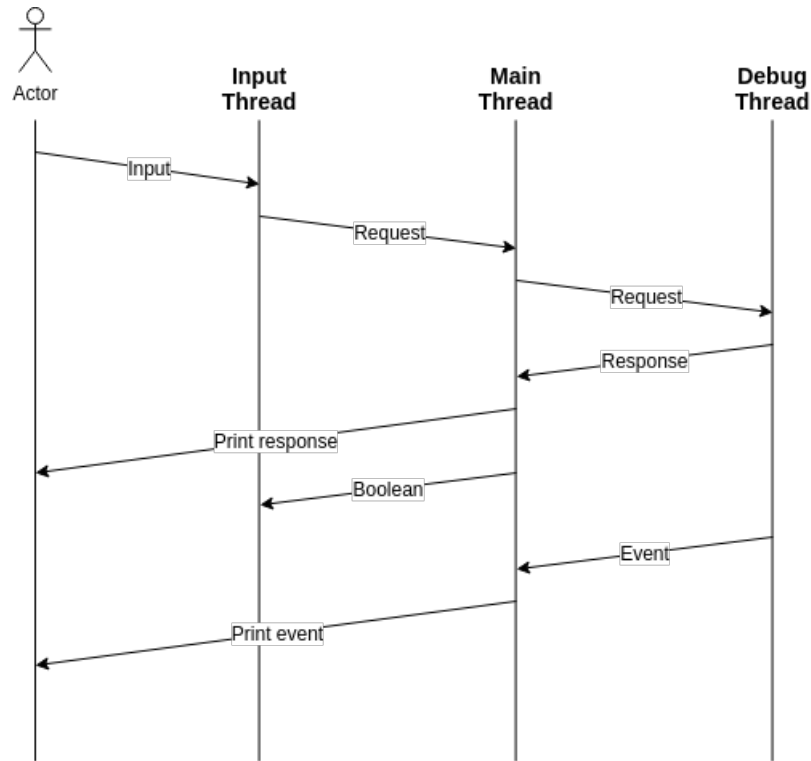 Actor
Input
Thread
Main
Thread
Debug
Thread
Input
Request
Request
Response
Print response
Boolean
Event
Print event